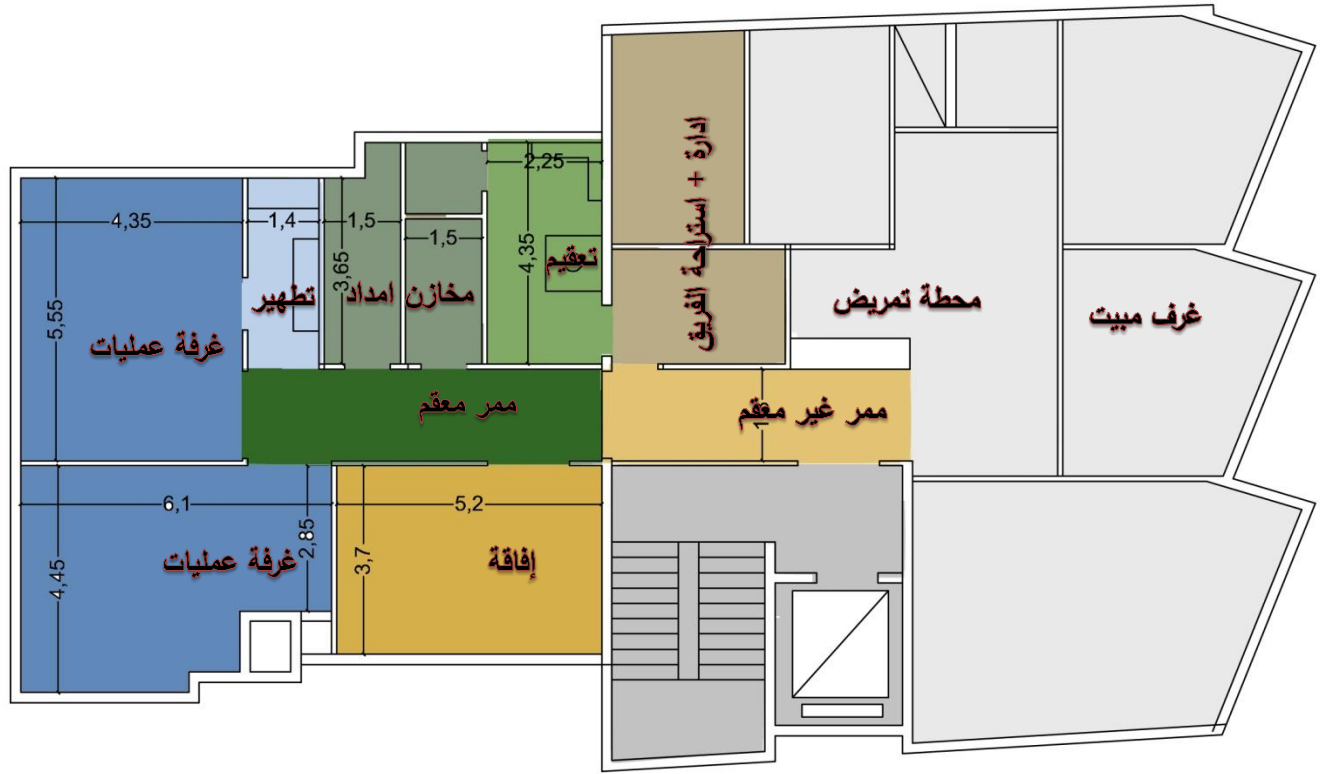 2,25
ادارة + استراحة الفريق
4,35
1,4
1,5
1,5
3,65
4,35
تعقيم
5,55
تطهير
مخازن امداد
محطة تمريض
غرف مبيت
غرفة عمليات
ممر معقم
ممر غير معقم
6,1
5,2
2,85
غرفة عمليات
3,7
إفاقة
4,45